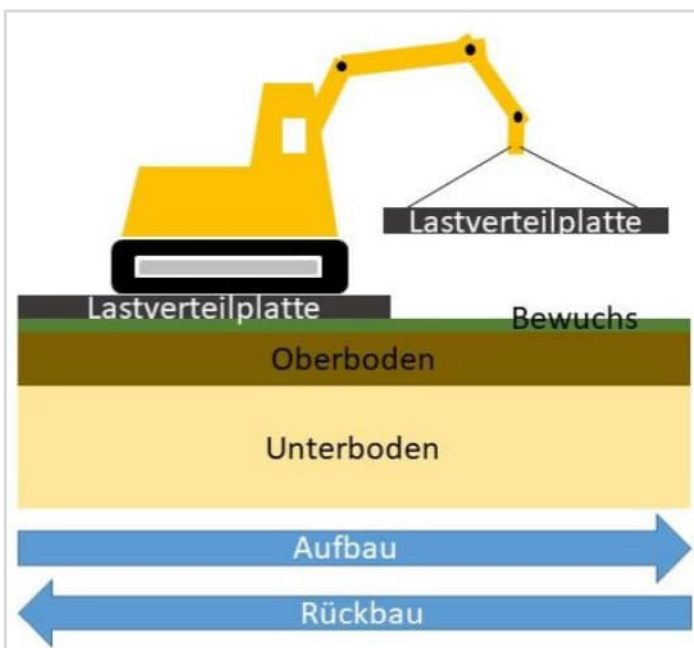 Lastverteilplatte
Lastverteilplatte
Bewuchs
Oberboden
Unterboden
Aufbau
Rückbau